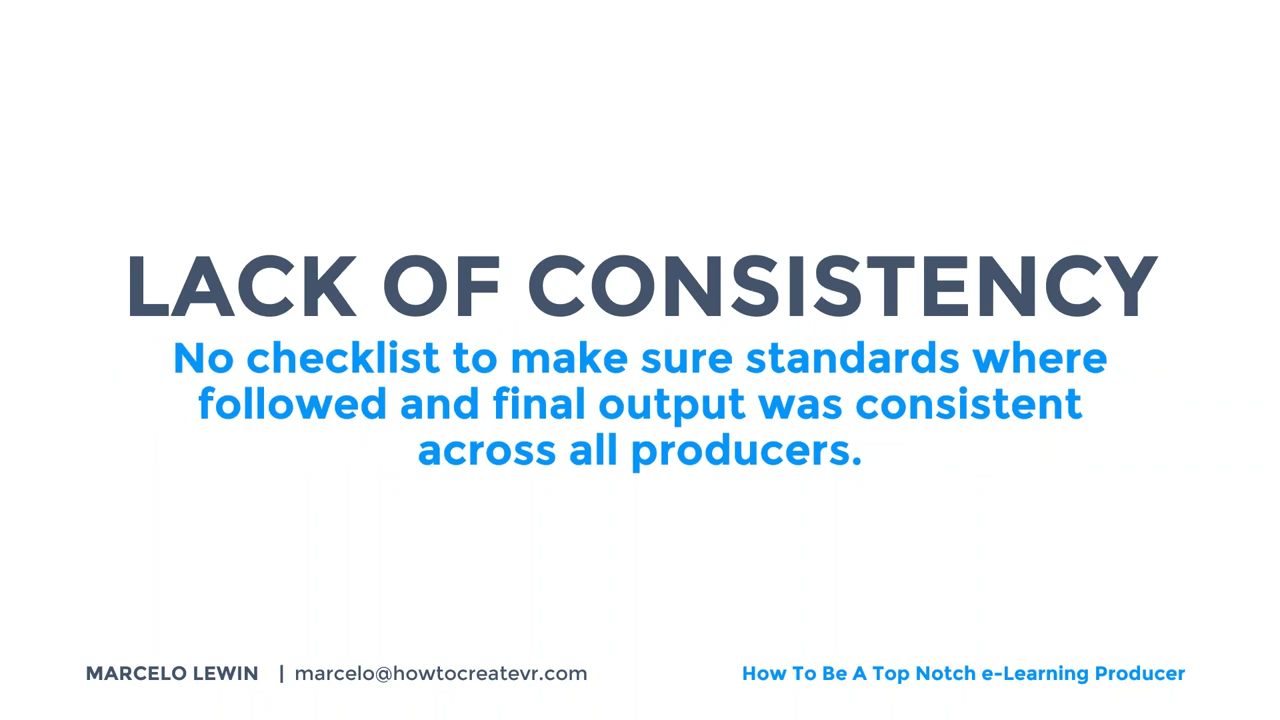 LACK OF CONSISTENCY
No checklist to make sure standards where
followed and final output was consistent
across all producers.
MARCELO LEWIN | marcelo@howtocreatevr.com
How To Be A Top Notch e-Learning Producer